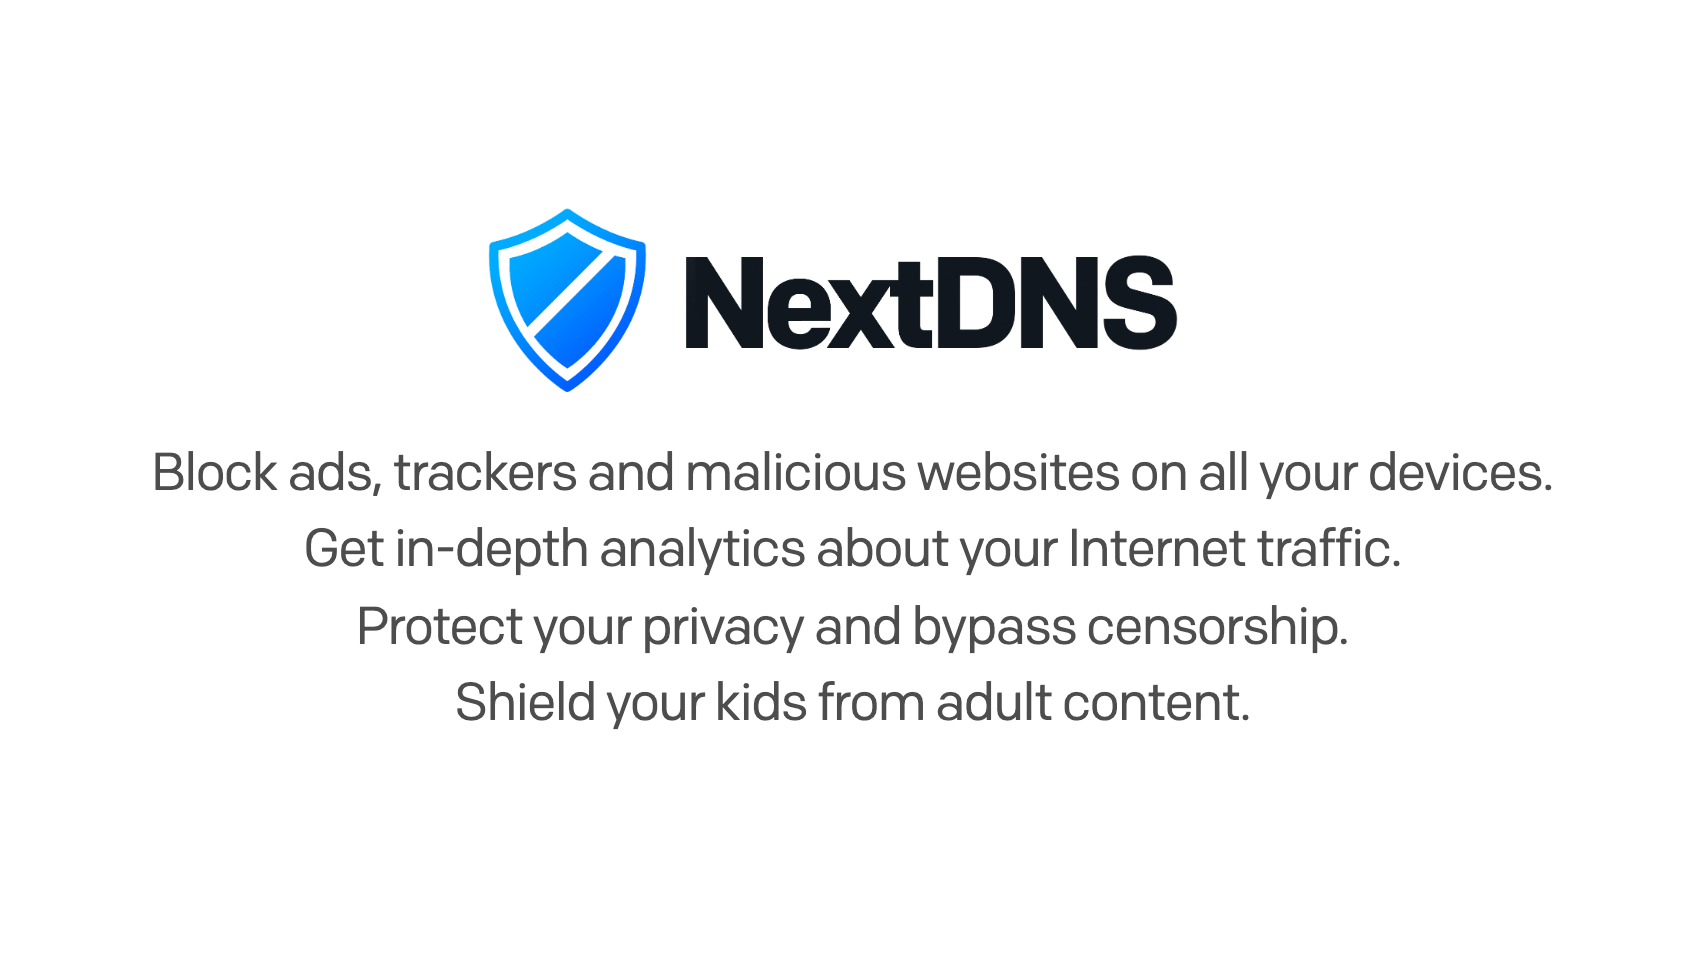 NextDNS
Block ads, trackers and malicious websites on all your devices.
Get in-depth analytics about your Internet traffic.
Protect your privacy and bypass censorship.
Shield your kids from adult content.